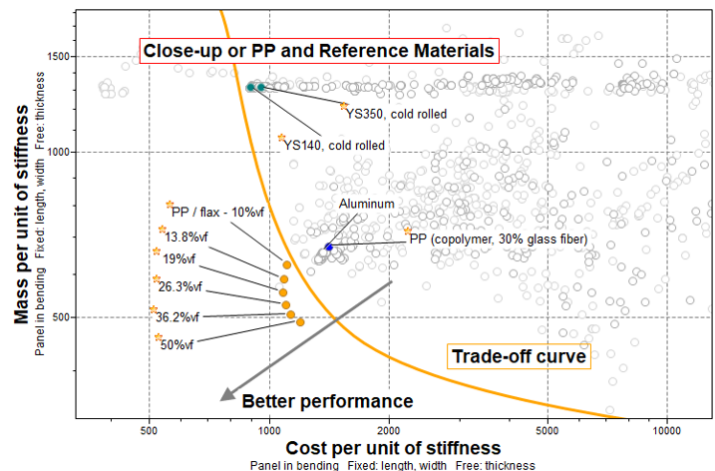 Close-up or PP and Reference Materials
1500
YS350, cold rolled
YS140, cold rolled
1000
Aluminum
PP / flax - 10%vf
PP (copolymer, 30% glass fiber)
13.8%vf
19%vf
26.3%vf
36.2%vf
500
50%vf
Trade-off curve
Better performance
Mass per unit of stiffness
Panel in bending Fixed: length, width Free: thickness
500
1000
2000
5000
10000
Cost per unit of stiffness
Panel in bending Fixed: length, width Free: thickness